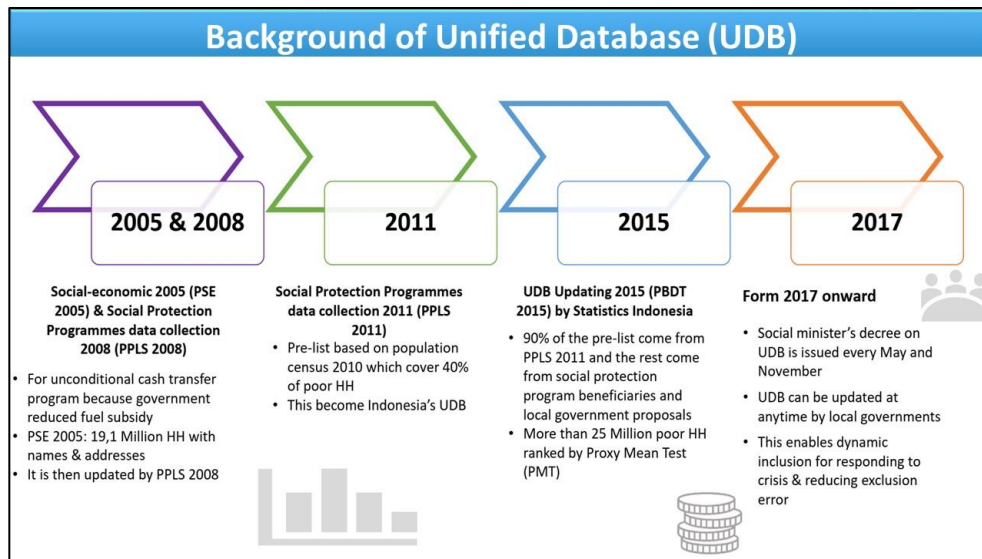 Background of Unified Database (UDB)
2005 & 2008
Social-economic 2005 (PSE
2005) & Social Protection
Programmes data collection
2008 (PPLS 2008)
• For unconditional cash transfer
program because government
reduced fuel subsidy
• PSE 2005: 19,1 Million HH with
names & addresses
• It is then updated by PPLS 2008
2011
Social Protection Programmes
data collection 2011 (PPLS
2011)
• Pre-list based on population
census 2010 which cover 40%
of poor HH
• This become Indonesia's UDB
2015
UDB Updating 2015 (PBDT
2015) by Statistics Indonesia
• 90% of the pre-list come from
PPLS 2011 and the rest come
from social protection
program beneficiaries and
local government proposals
• More than 25 Million poor HH
ranked by Proxy Mean Test
(PMT)
2017
Form 2017 onward
• Social minister's decree on
UDB is issued every May and
November
• UDB can be updated at
anytime by local governments
• This enables dynamic
inclusion for responding to
crisis & reducing exclusion
error